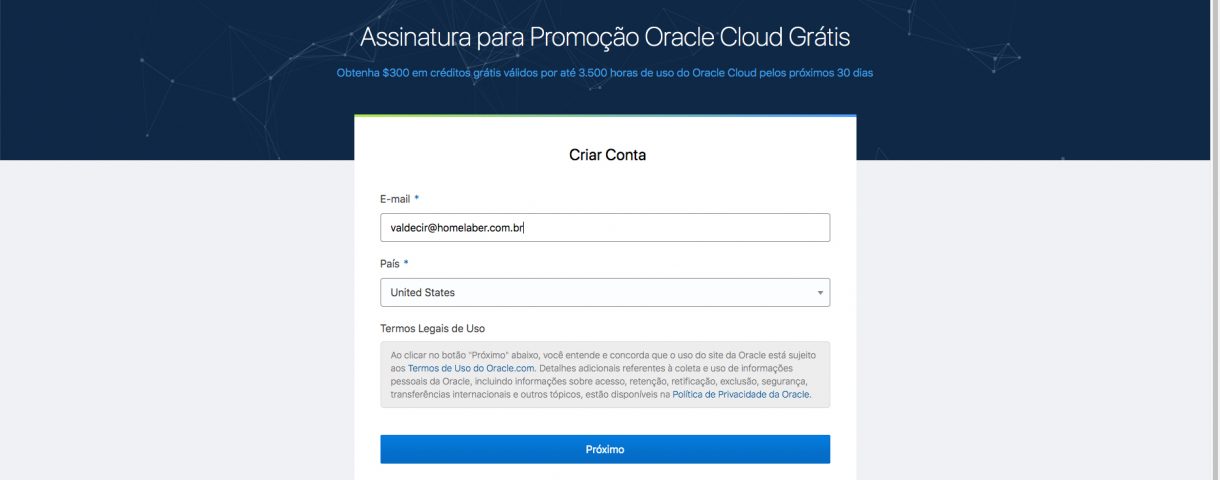 Assinatura para Promoção Oracle Cloud Grátis
Obtenha $300 em créditos grátis válidos por até 3.500 horas de uso do Oracle Cloud pelos próximos 30 dias
Criar Conta
E-mail *
valdecir@homelaber.com.br
País *
United States
Termos Legais de Uso
Ao clicar no botão "Próximo" abaixo, você entende e concorda que o uso do site da Oracle está sujeito
aos Termos de Uso do Oracle.com. Detalhes adicionais referentes à coleta e uso de informações
pessoais da Oracle, incluindo informações sobre acesso, retenção, retificação, exclusão, segurança,
transferências internacionais e outros tópicos, estão disponíveis na Política de Privacidade da Oracle.
Próximo